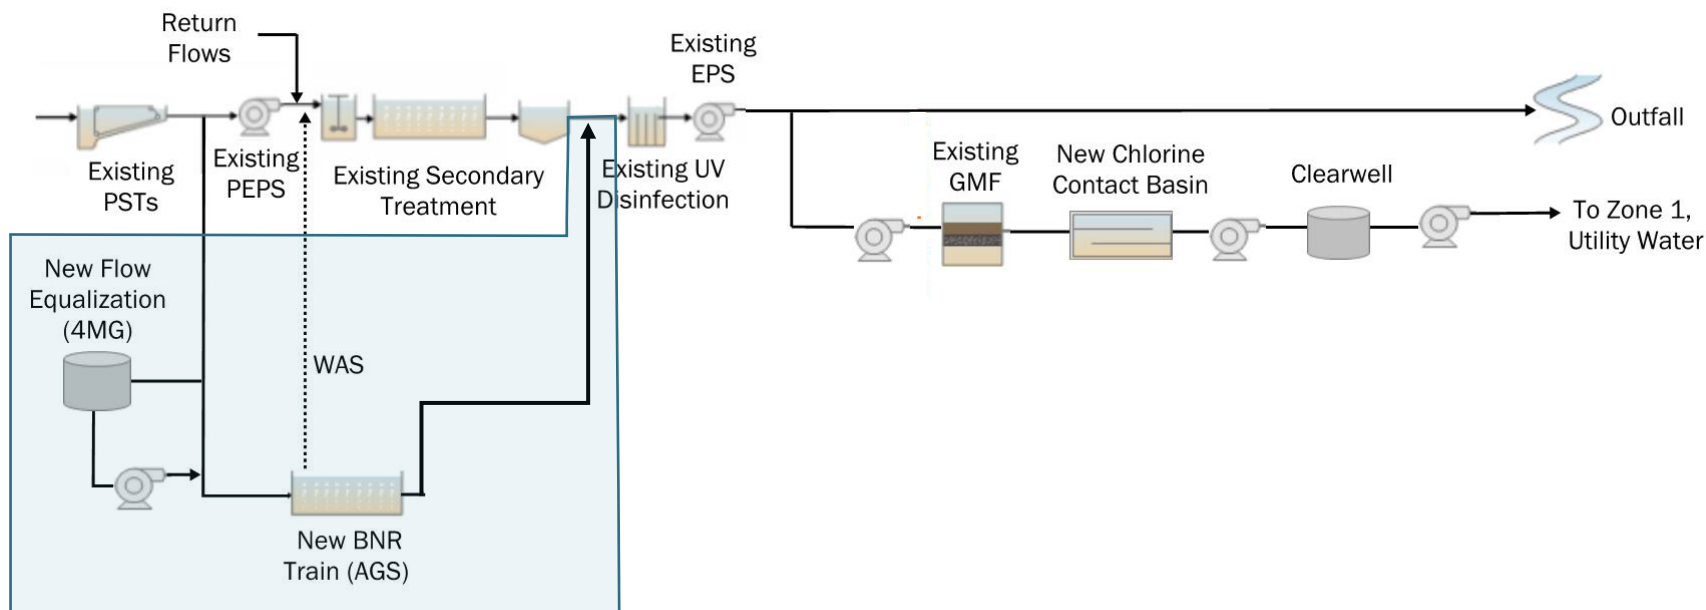 Return
Flows
Existing
EPS
Existing
PSTs
Existing
PEPS
Existing Secondary
Treatment
Existing UV
Disinfection
Existing
GMF
New Chlorine
Contact Basin
Clearwell
Outfall
To Zone 1,
Utility Water
New Flow
Equalization
(4MG)
WAS
New BNR
Train (AGS)